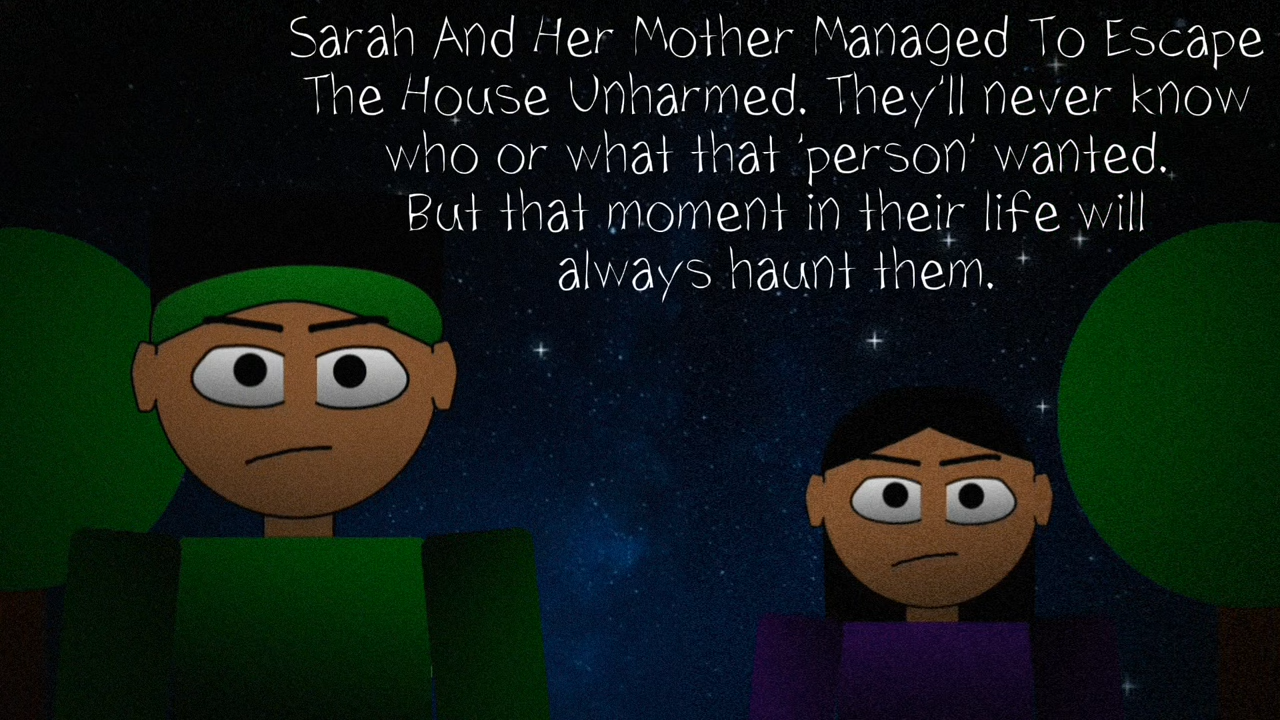 Sarah And Her Mother Managed To Escape
The House Unharmed. They'll never know
who or what that 'person' wanted.
But that moment in their life will
always haunt them.